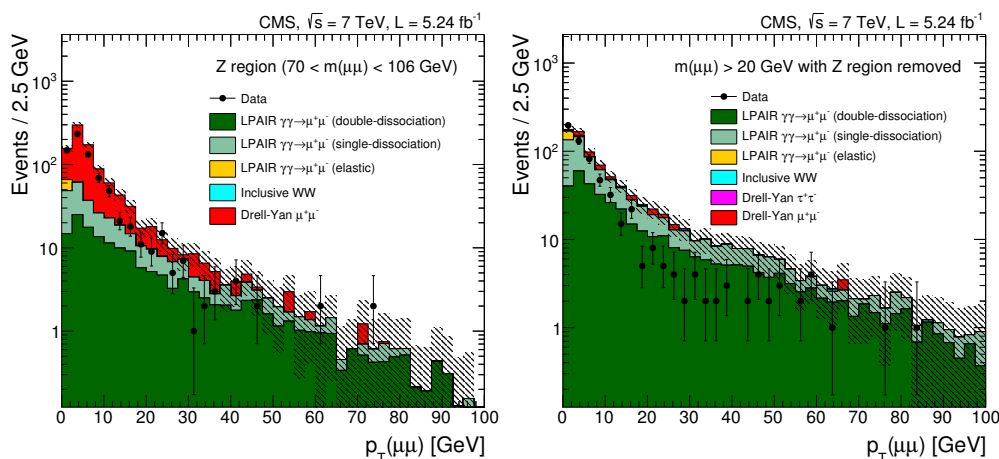 CMS, √s = 7 TeV, L = 5.24 fb⁻¹
Events / 2.5 GeV
Z region (70 < m(μμ) < 106 GeV)
Data
LPAIR γγ→μ⁺μ⁻ (double-dissociation)
LPAIR γγ→μ⁺μ⁻ (single-dissociation)
LPAIR γγ→μ⁺μ⁻ (elastic)
Inclusive WW
Drell-Yan μ⁺μ⁻
10³
10²
10
1
0 10 20 30 40 50 60 70 80 90 100
p_T(μμ) [GeV]
CMS, √s = 7 TeV, L = 5.24 fb⁻¹
Events / 2.5 GeV
m(μμ) > 20 GeV with Z region removed
Data
LPAIR γγ→μ⁺μ⁻ (double-dissociation)
LPAIR γγ→μ⁺μ⁻ (single-dissociation)
LPAIR γγ→μ⁺μ⁻ (elastic)
Inclusive WW
Drell-Yan τ⁺τ⁻
Drell-Yan μ⁺μ⁻
10³
10²
10
1
0 10 20 30 40 50 60 70 80 90 100
p_T(μμ) [GeV]